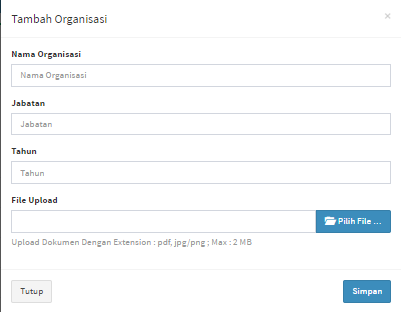 Tambah Organisasi ×
Nama Organisasi
Nama Organisasi
Jabatan
Jabatan
Tahun
Tahun
File Upload
Pilih File ...
Upload Dokumen Dengan Extension : pdf, jpg/png ; Max : 2 MB
Tutup Simpan